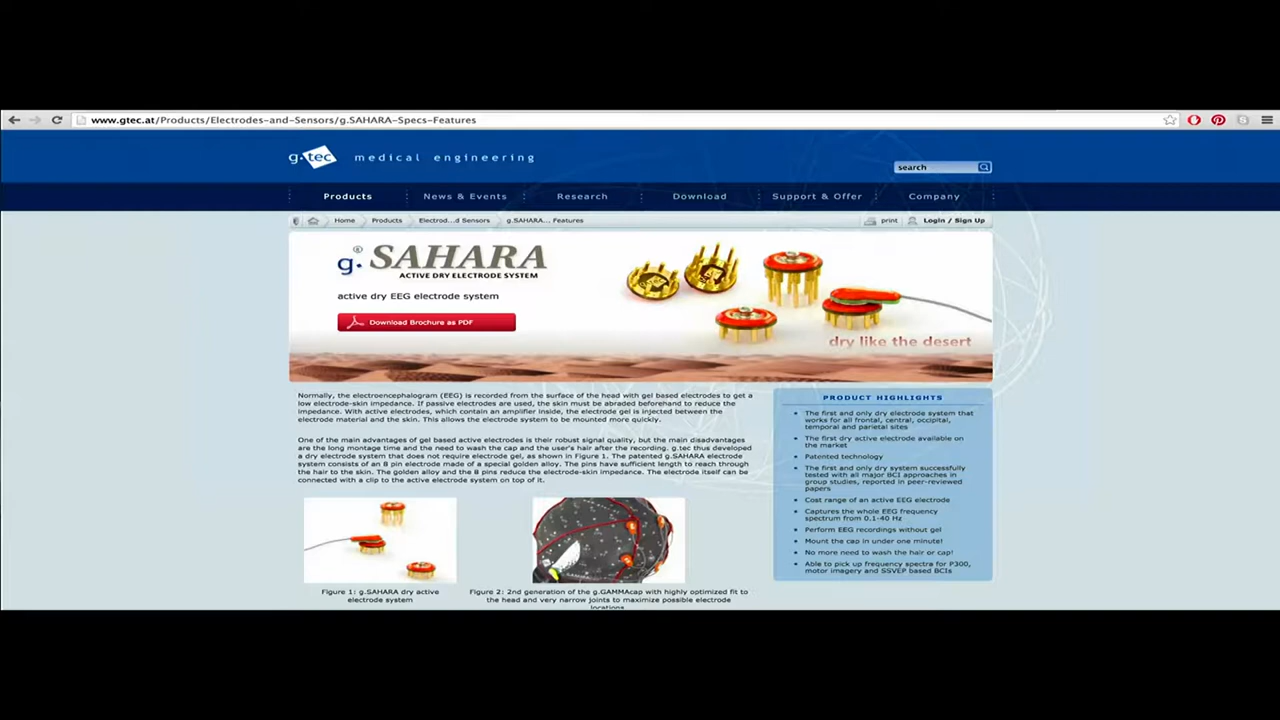 www.gtec.at/Products/Electrodes-and-Sensors/g.SAHARA-Specs-Features
g.tec medical engineering
search
Products News & Events Research Download Support & Offer Company
Home Products Electrod...d Sensors g.SAHARA... Features print Login / Sign Up
g.® SAHARA
ACTIVE DRY ELECTRODE SYSTEM
active dry EEG electrode system
Download Brochure as PDF
dry like the desert
Normally, the electroencephalogram (EEG) is recorded from the surface of the head with gel based electrodes to get a
low electrode-skin impedance. If passive electrodes are used, the skin must be abraded beforehand to reduce the
impedance. With active electrodes, which contain an amplifier inside, the electrode gel is injected between the
electrode material and the skin. This allows the electrode system to be mounted more quickly.
One of the main advantages of gel based active electrodes is their robust signal quality, but the main disadvantages
are the long montage time and the need to wash the cap and the user's hair after the recording. g.tec thus developed
a dry electrode system that does not require electrode gel, as shown in Figure 1. The patented g.SAHARA electrode
system consists of an 8 pin electrode made of a special golden alloy. The pins have sufficient length to reach through
the hair to the skin. The golden alloy and the 8 pins reduce the electrode-skin impedance. The electrode itself can be
connected with a clip to the active electrode system on top of it.
Figure 1: g.SAHARA dry active
electrode system
Figure 2: 2nd generation of the g.GAMMAcap with highly optimized fit to
the head and very narrow joints to maximize possible electrode
locations
PRODUCT HIGHLIGHTS
The first and only dry electrode system that
works for all frontal, central, occipital,
temporal and parietal sites
The first dry active electrode available on
the market
Patented technology
The first and only dry system successfully
tested with all major BCI approaches in
group studies, reported in peer-reviewed
papers
Cost range of an active EEG electrode
Captures the whole EEG frequency
spectrum from 0.1-40 Hz
Perform EEG recordings without gel
Mount the cap in under one minute!
No more need to wash the hair or cap!
Able to pick up frequency spectra for P300,
motor imagery and SSVEP based BCIs